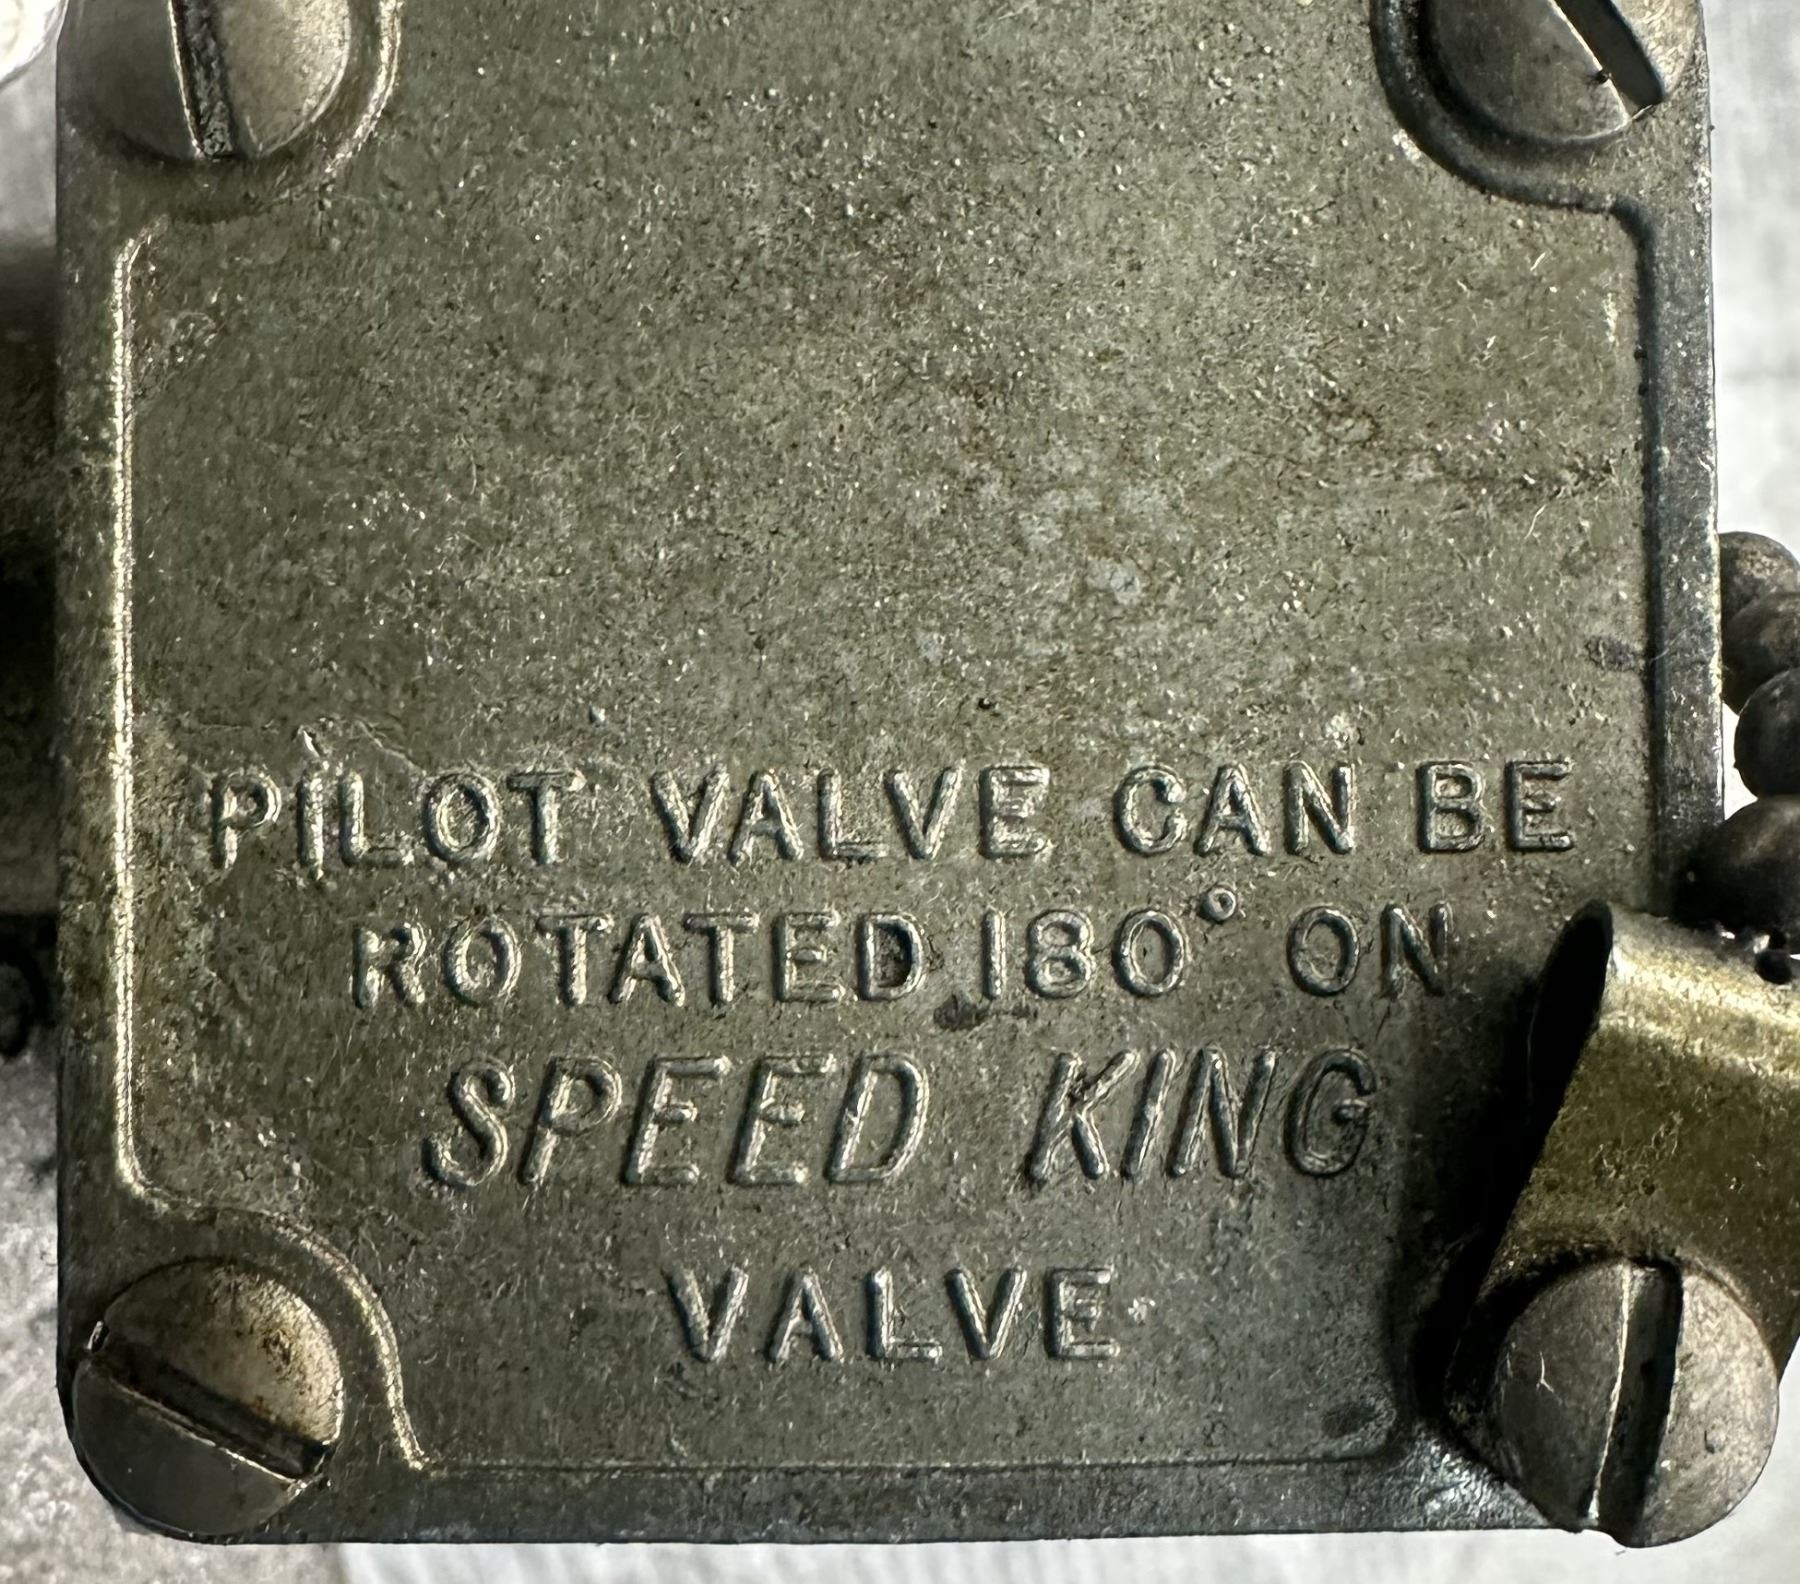 PILOT VALVE CAN BE
ROTATED 180° ON
SPEED KING
VALVE